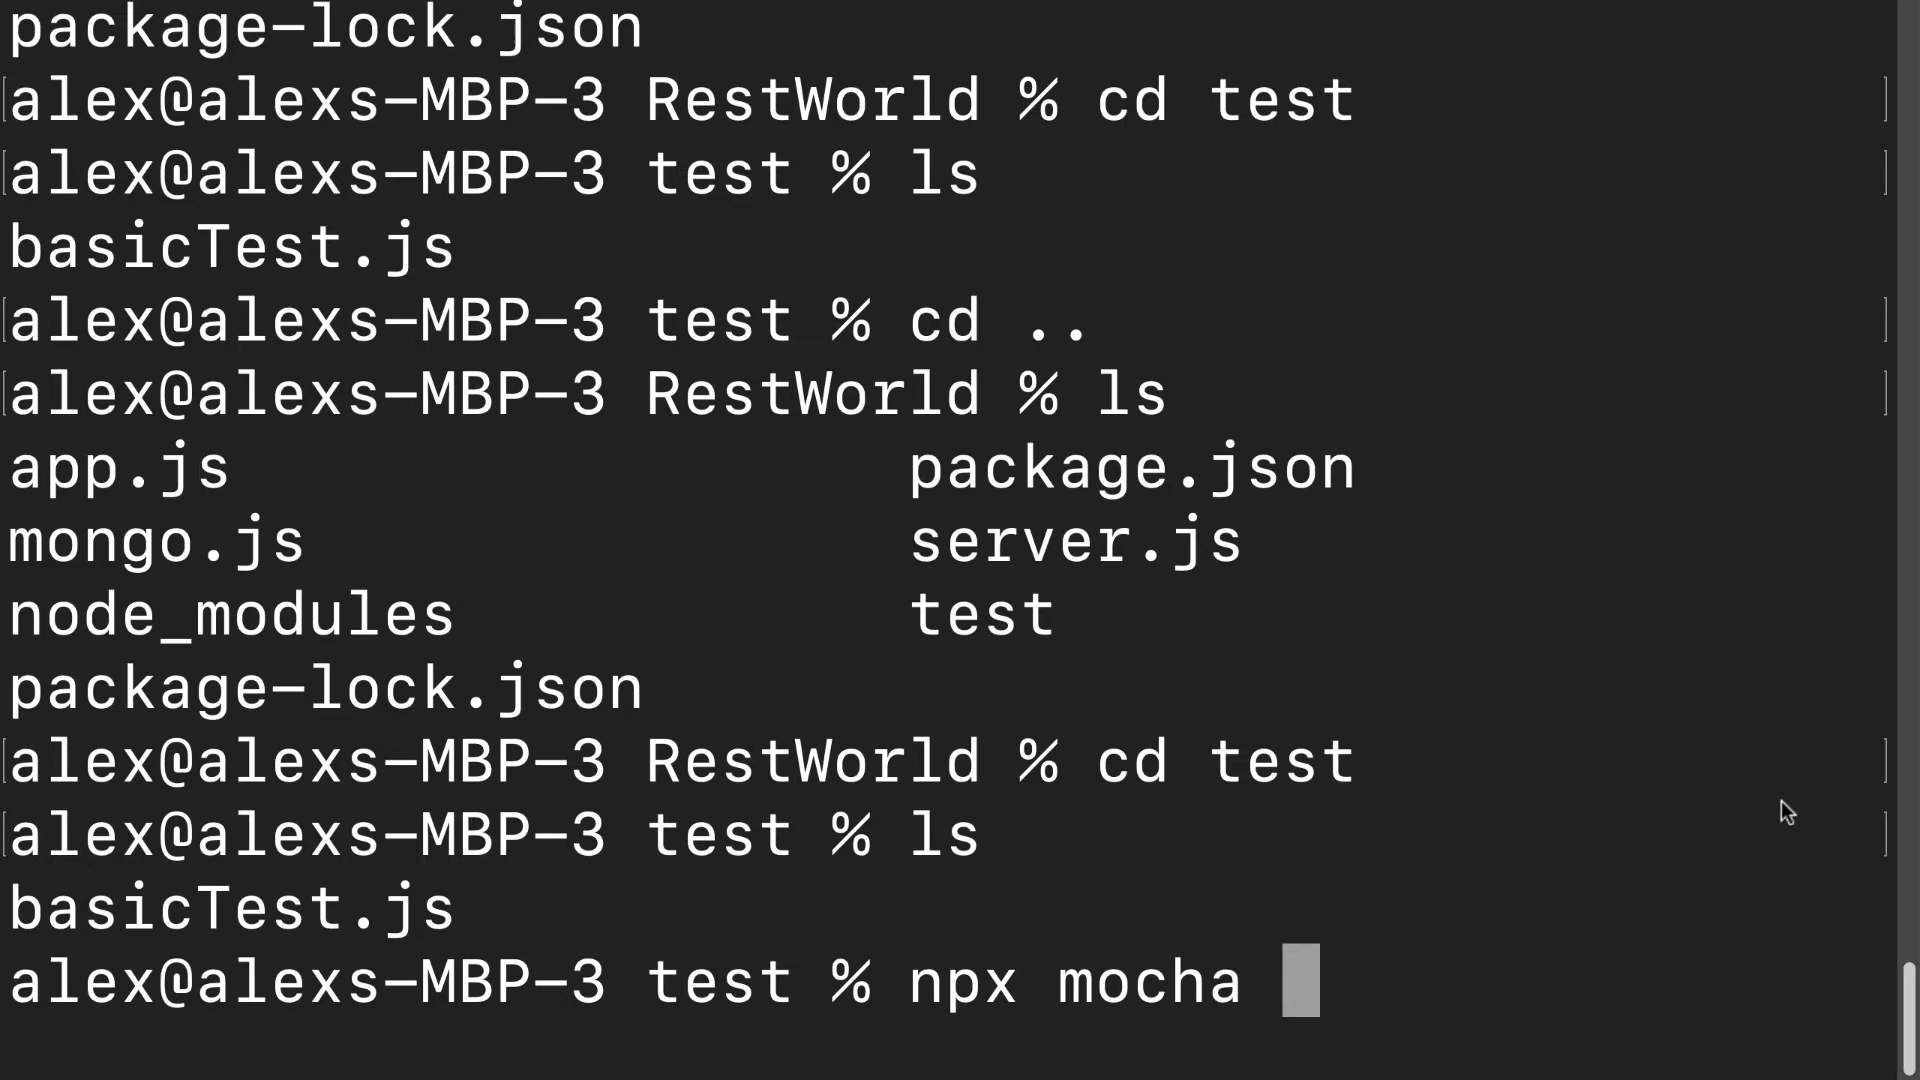 package-lock.json
[alex@alexs-MBP-3 RestWorld % cd test ]
[alex@alexs-MBP-3 test % ls ]
basicTest.js
[alex@alexs-MBP-3 test % cd .. ]
[alex@alexs-MBP-3 RestWorld % ls ]
app.js package.json
mongo.js server.js
node_modules test
package-lock.json
[alex@alexs-MBP-3 RestWorld % cd test ]
[alex@alexs-MBP-3 test % ls ]
basicTest.js
alex@alexs-MBP-3 test % npx mocha